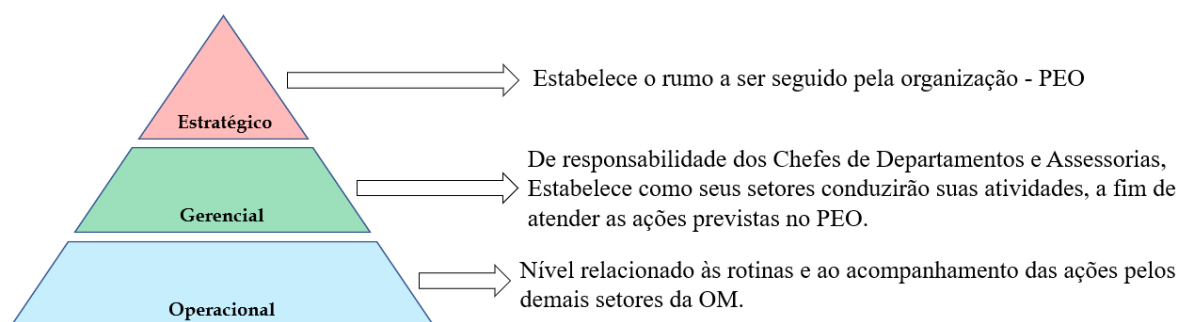 Estratégico
Estabelece o rumo a ser seguido pela organização - PEO
Gerencial
De responsabilidade dos Chefes de Departamentos e Assessorias,
Estabelece como seus setores conduzirão suas atividades, a fim de
atender as ações previstas no PEO.
Operacional
Nível relacionado às rotinas e ao acompanhamento das ações pelos
demais setores da OM.